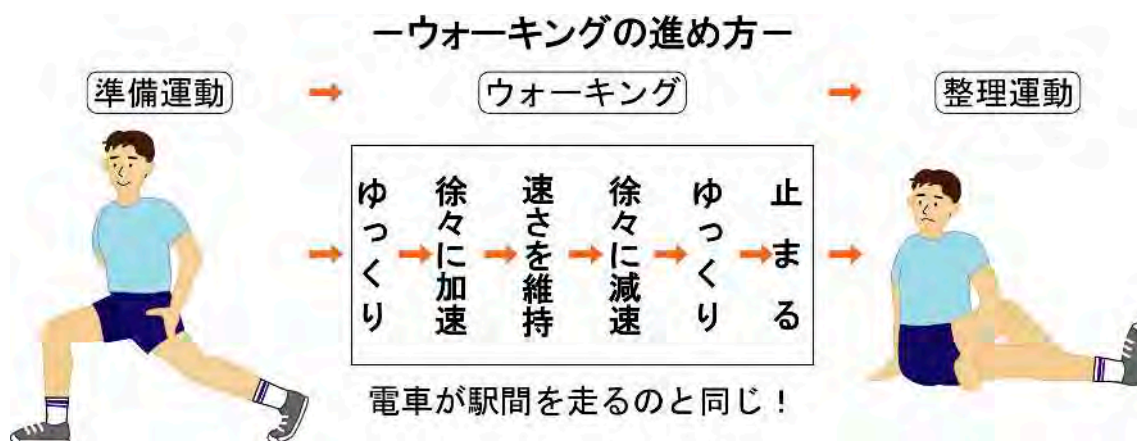 －ウォーキングの進め方－
準備運動 → ウォーキング → 整理運動
→ ゆっくり → 徐々に加速 → 速さを維持 → 徐々に減速 → ゆっくり → 止まる →
電車が駅間を走るのと同じ！